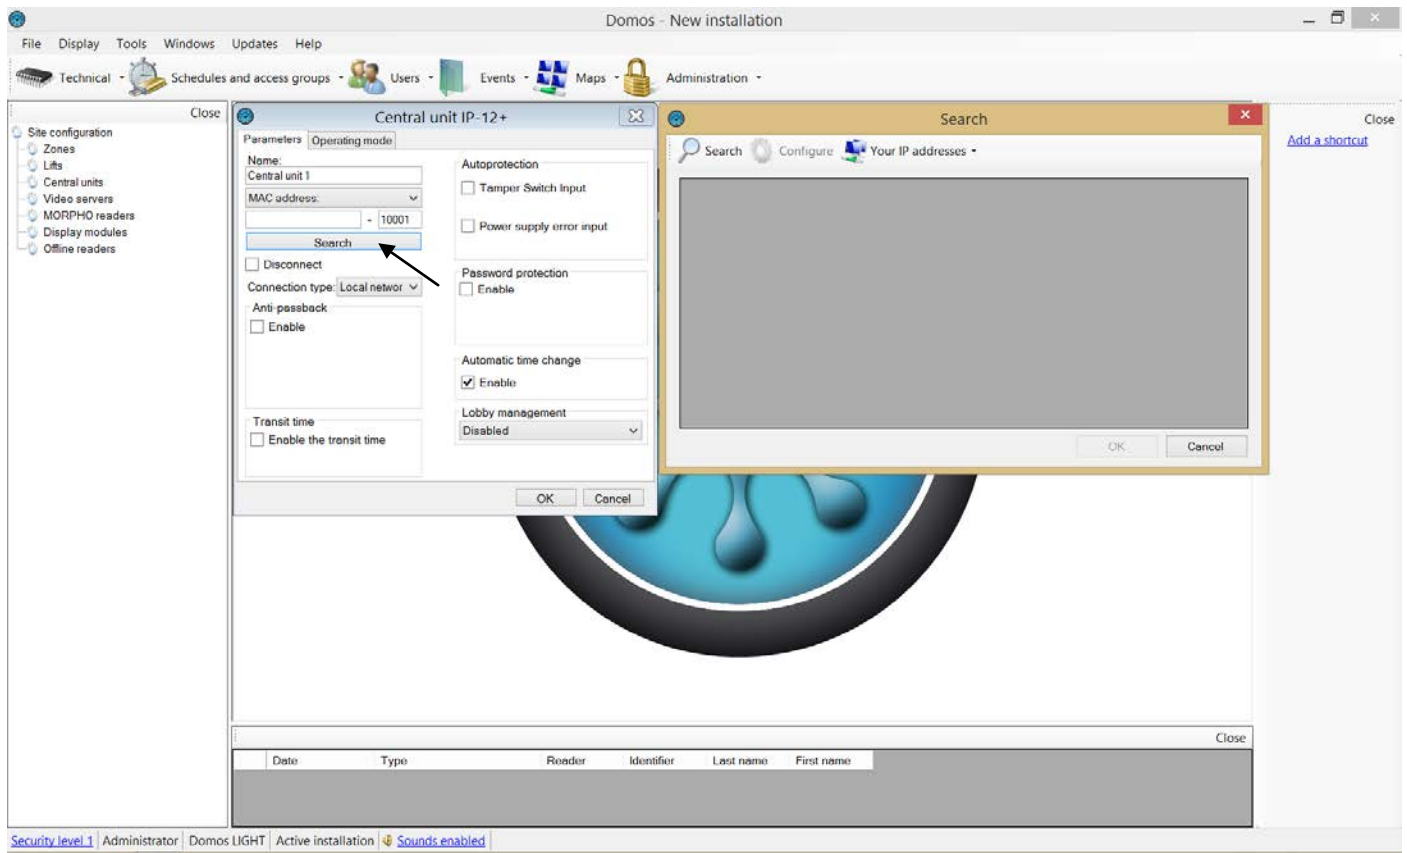 Domos - New installation
File Display Tools Windows Updates Help
Technical - Schedules and access groups - Users - Events - Maps - Administration -
Close
Site configuration
Zones
Lifts
Central units
Video servers
MORPHO readers
Display modules
Offline readers
Central unit IP-12+
Parameters Operating mode
Name:
Central unit 1
MAC address:
- 10001
Search
Disconnect
Connection type: Local networ
Anti-passback
Enable
Transit time
Enable the transit time
Autoprotection
Tamper Switch Input
Power supply error input
Password protection
Enable
Automatic time change
Enable
Lobby management
Disabled
OK Cancel
Search
Search Configure Your IP addresses -
OK Cancel
Close
Add a shortcut
Close
Date Type Reader Identifier Last name First name
Security level 1 Administrator Domos LIGHT Active installation Sounds enabled